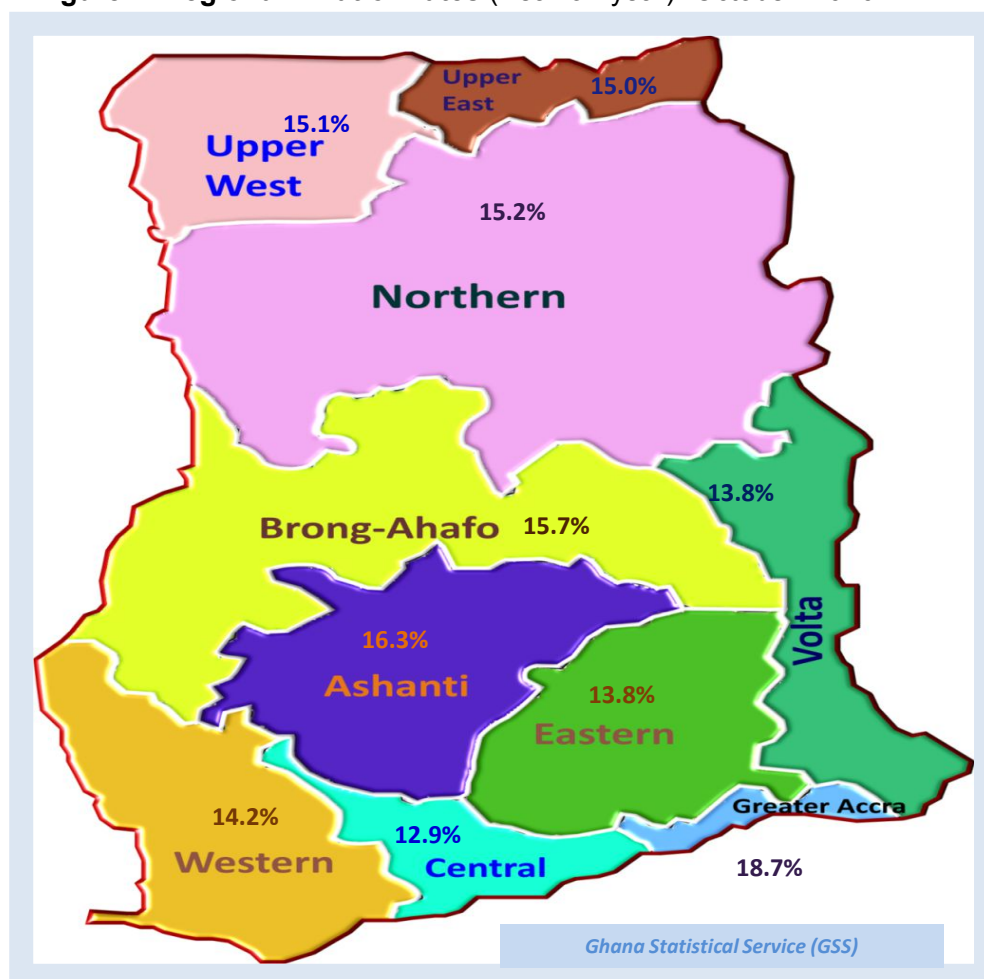 Upper
East
15.0%
15.1%
Upper
West
15.2%
Northern
13.8%
Brong-Ahafo 15.7%
Volta
16.3%
Ashanti
13.8%
Eastern
Greater Accra
14.2%
Western
12.9%
Central
18.7%
Ghana Statistical Service (GSS)